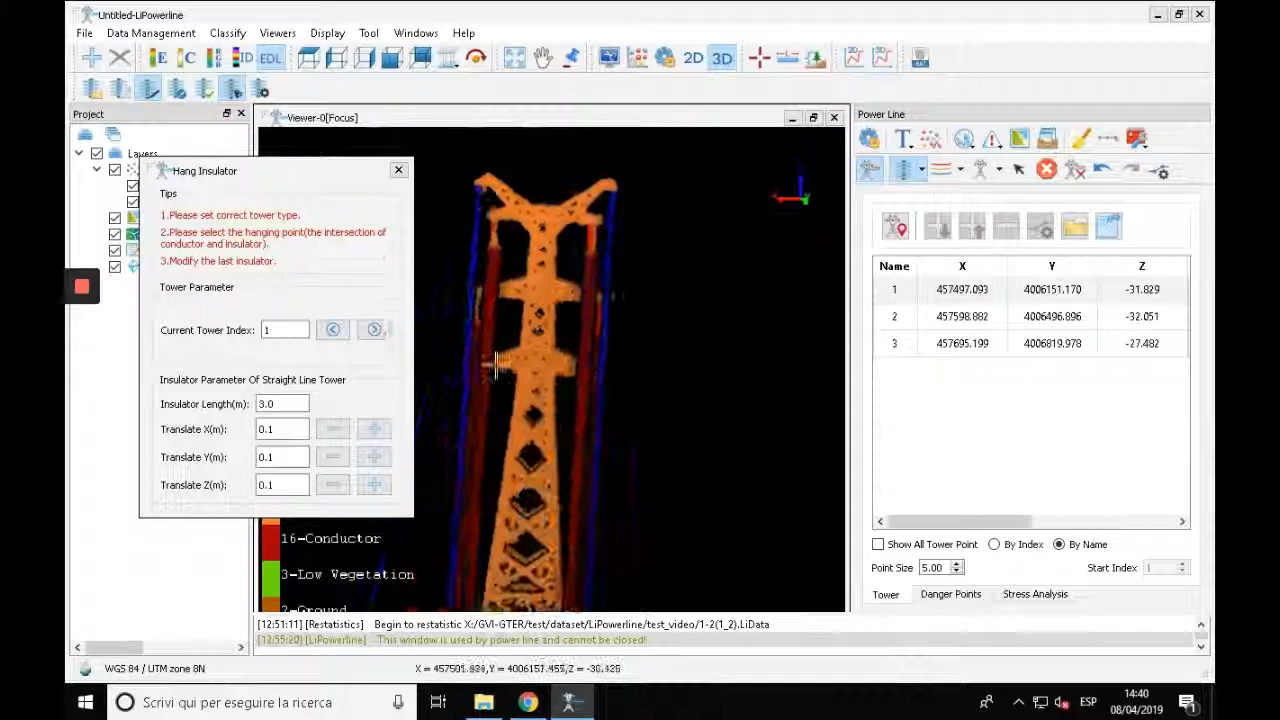 Untitled-LiPowerline
File Data Management Classify Viewers Display Tool Windows Help
E C ID EDL 2D 3D
Project
Viewer-0[Focus]
Power Line
Layers
Hang Insulator
Tips
1.Please set correct tower type.
2.Please select the hanging point(the intersection of
conductor and insulator).
3.Modify the last insulator.
Tower Parameter
Current Tower Index: 1
Insulator Parameter Of Straight Line Tower
Insulator Length(m): 3.0
Translate X(m): 0.1
Translate Y(m): 0.1
Translate Z(m): 0.1
16-Conductor
3-Low Vegetation
2-Ground
Name X Y Z
1 457497.093 4006151.170 -31.829
2 457598.882 4006496.896 -32.051
3 457695.199 4006819.978 -27.482
Show All Tower Point By Index By Name
Point Size 5.00 Start Index 1
Tower Danger Points Stress Analysis
[12:51:11] [Restatistics] Begin to restatistic X:/GVI-GTER/test/dataset/LiPowerline/test_video/1-2(1_2).LiData
[12:55:20] [LiPowerline] This window is used by power line and cannot be closed!
WGS 84 / UTM zone 8N
Scrivi qui per eseguire la ricerca
ESP
14:40
08/04/2019
1